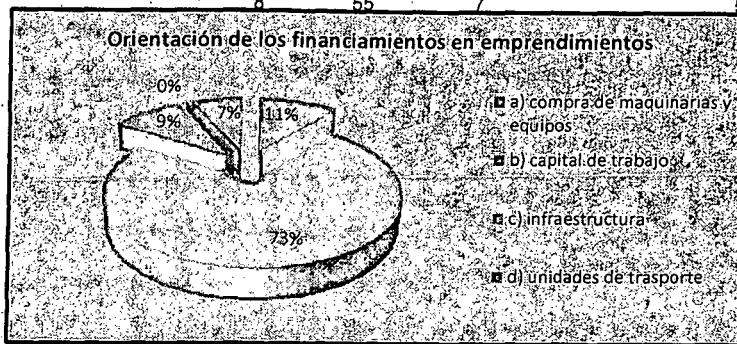 8 55 7
Orientación de los financiamientos en emprendimientos
0%
7%
11%
9%
73%
a) compra de maquinarias y
equipos
b) capital de trabajo
c) infraestructura
d) unidades de trasporte